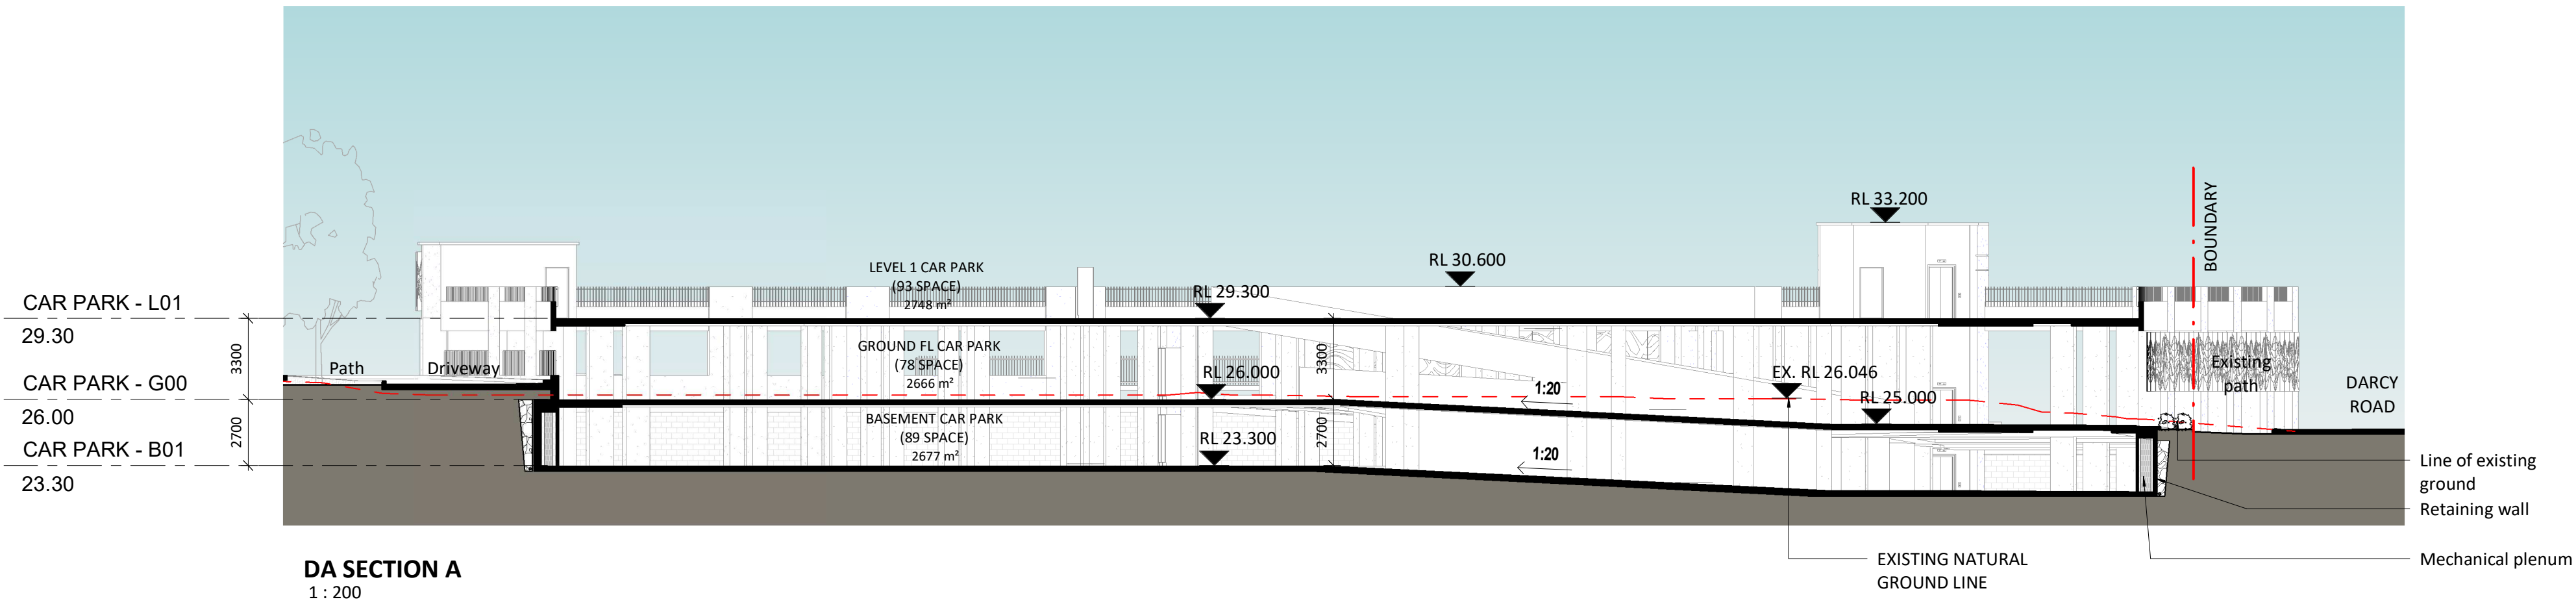 RL 33.200
BOUNDARY
RL 30.600
LEVEL 1 CAR PARK
(93 SPACE)
2748 m²
RL 29.300
CAR PARK - L01
29.30
3300
GROUND FL CAR PARK
(78 SPACE)
2666 m²
3300
Path
Driveway
RL 26.000
1:20
EX. RL 26.046
Existing
path
DARCY
ROAD
CAR PARK - G00
26.00
RL 25.000
2700
BASEMENT CAR PARK
(89 SPACE)
2677 m²
2700
RL 23.300
1:20
CAR PARK - B01
23.30
Line of existing
ground
Retaining wall
Mechanical plenum
EXISTING NATURAL
GROUND LINE
DA SECTION A
1 : 200